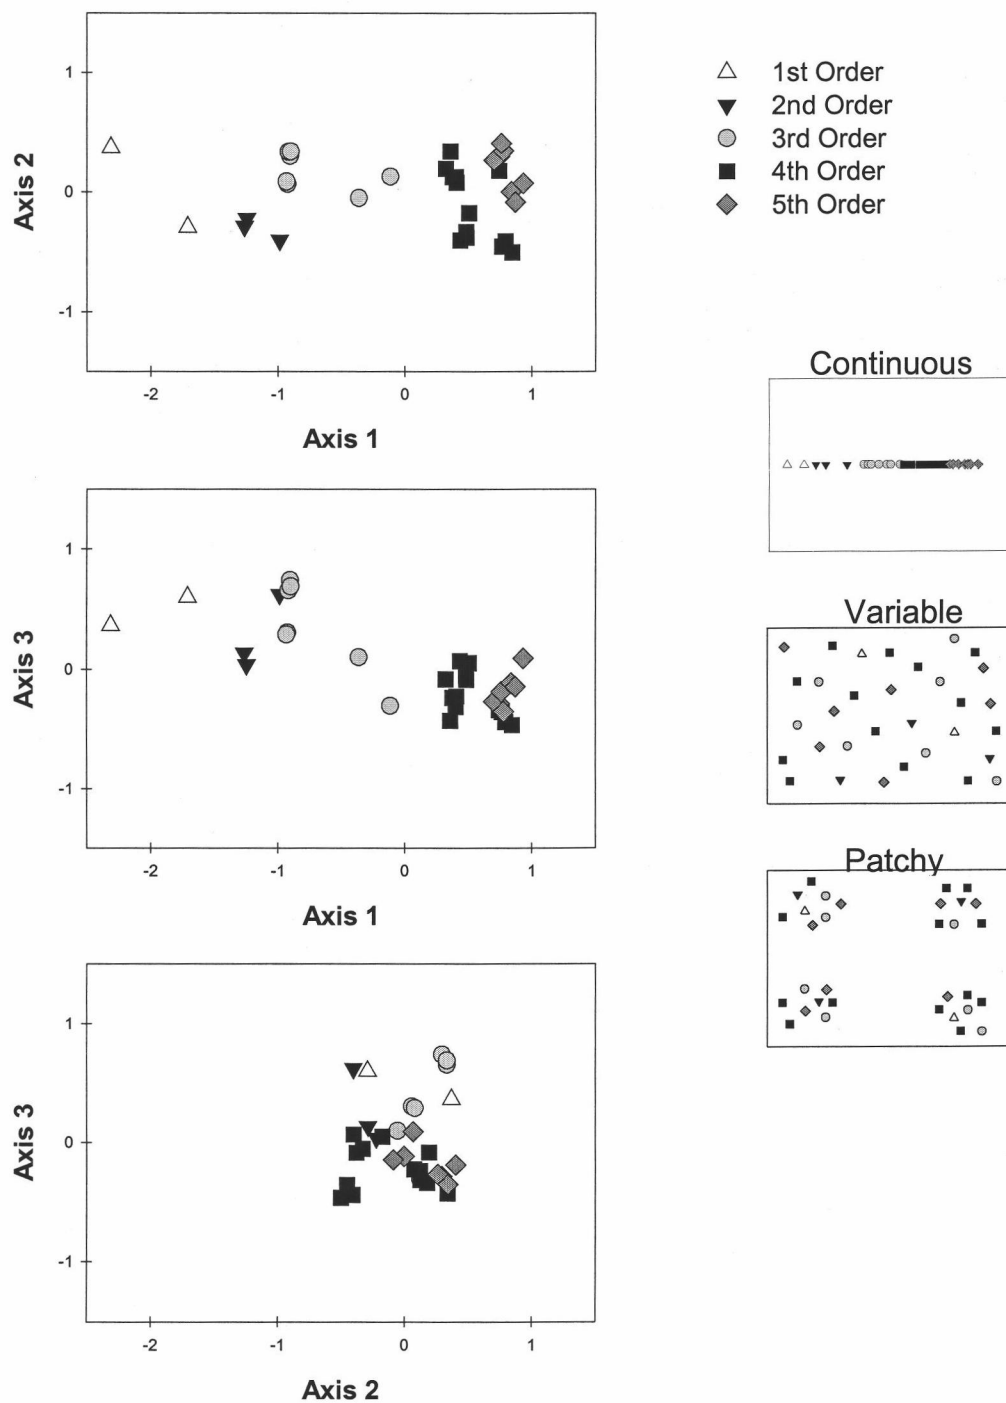 1
0
-1
Axis 2
-2
-1
0
1
Axis 1
1st Order
2nd Order
3rd Order
4th Order
5th Order
Continuous
Variable
Patchy
1
0
-1
Axis 3
-2
-1
0
1
Axis 1
1
0
-1
Axis 3
-2
-1
0
1
Axis 2